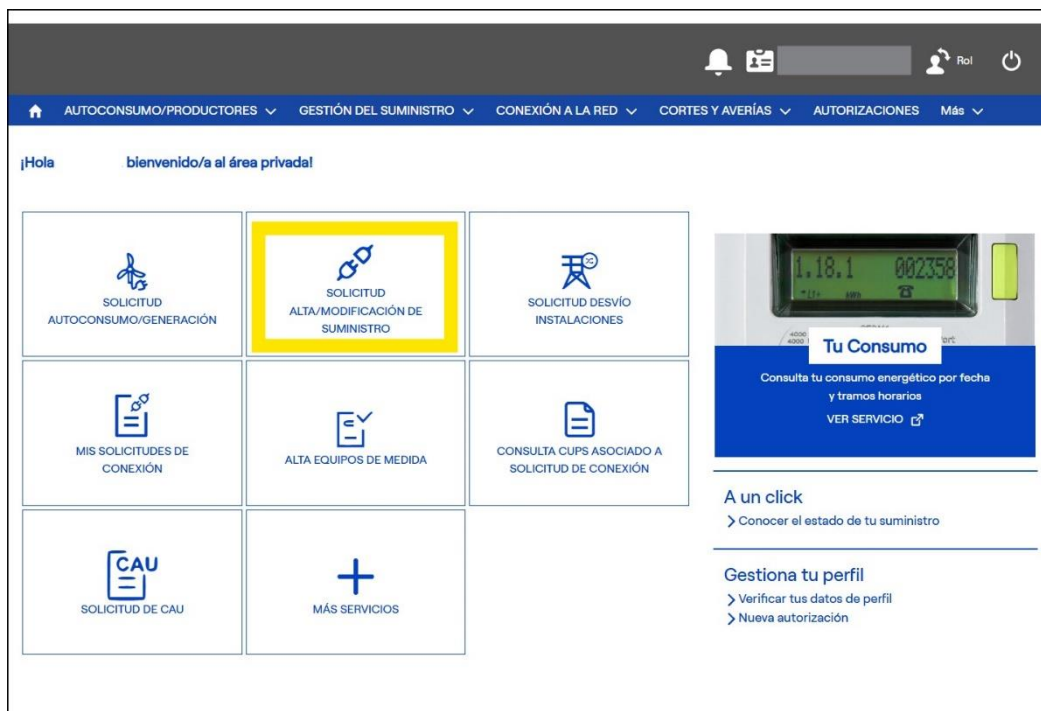 Rol
AUTOCONSUMO/PRODUCTORES
GESTIÓN DEL SUMINISTRO
CONEXIÓN A LA RED
CORTES Y AVERÍAS
AUTORIZACIONES
Más
¡Hola bienvenido/a al área privada!
SOLICITUD
AUTOCONSUMO/GENERACIÓN
SOLICITUD
ALTA/MODIFICACIÓN DE
SUMINISTRO
SOLICITUD DESVÍO
INSTALACIONES
MIS SOLICITUDES DE
CONEXIÓN
ALTA EQUIPOS DE MEDIDA
CONSULTA CUPS ASOCIADO A
SOLICITUD DE CONEXIÓN
CAU
SOLICITUD DE CAU
MÁS SERVICIOS
1.18.1 002358
kWh
Tu Consumo
Consulta tu consumo energético por fecha
y tramos horarios
VER SERVICIO
A un click
Conocer el estado de tu suministro
Gestiona tu perfil
Verificar tus datos de perfil
Nueva autorización